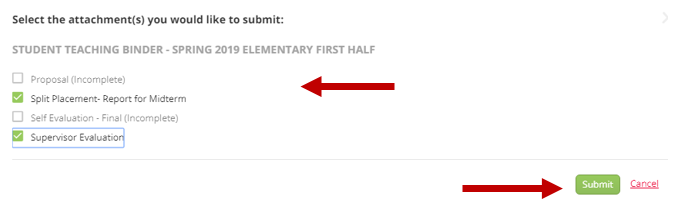 Select the attachment(s) you would like to submit:
STUDENT TEACHING BINDER - SPRING 2019 ELEMENTARY FIRST HALF
Proposal (Incomplete)
Split Placement- Report for Midterm
Self Evaluation - Final (Incomplete)
Supervisor Evaluation
Submit Cancel